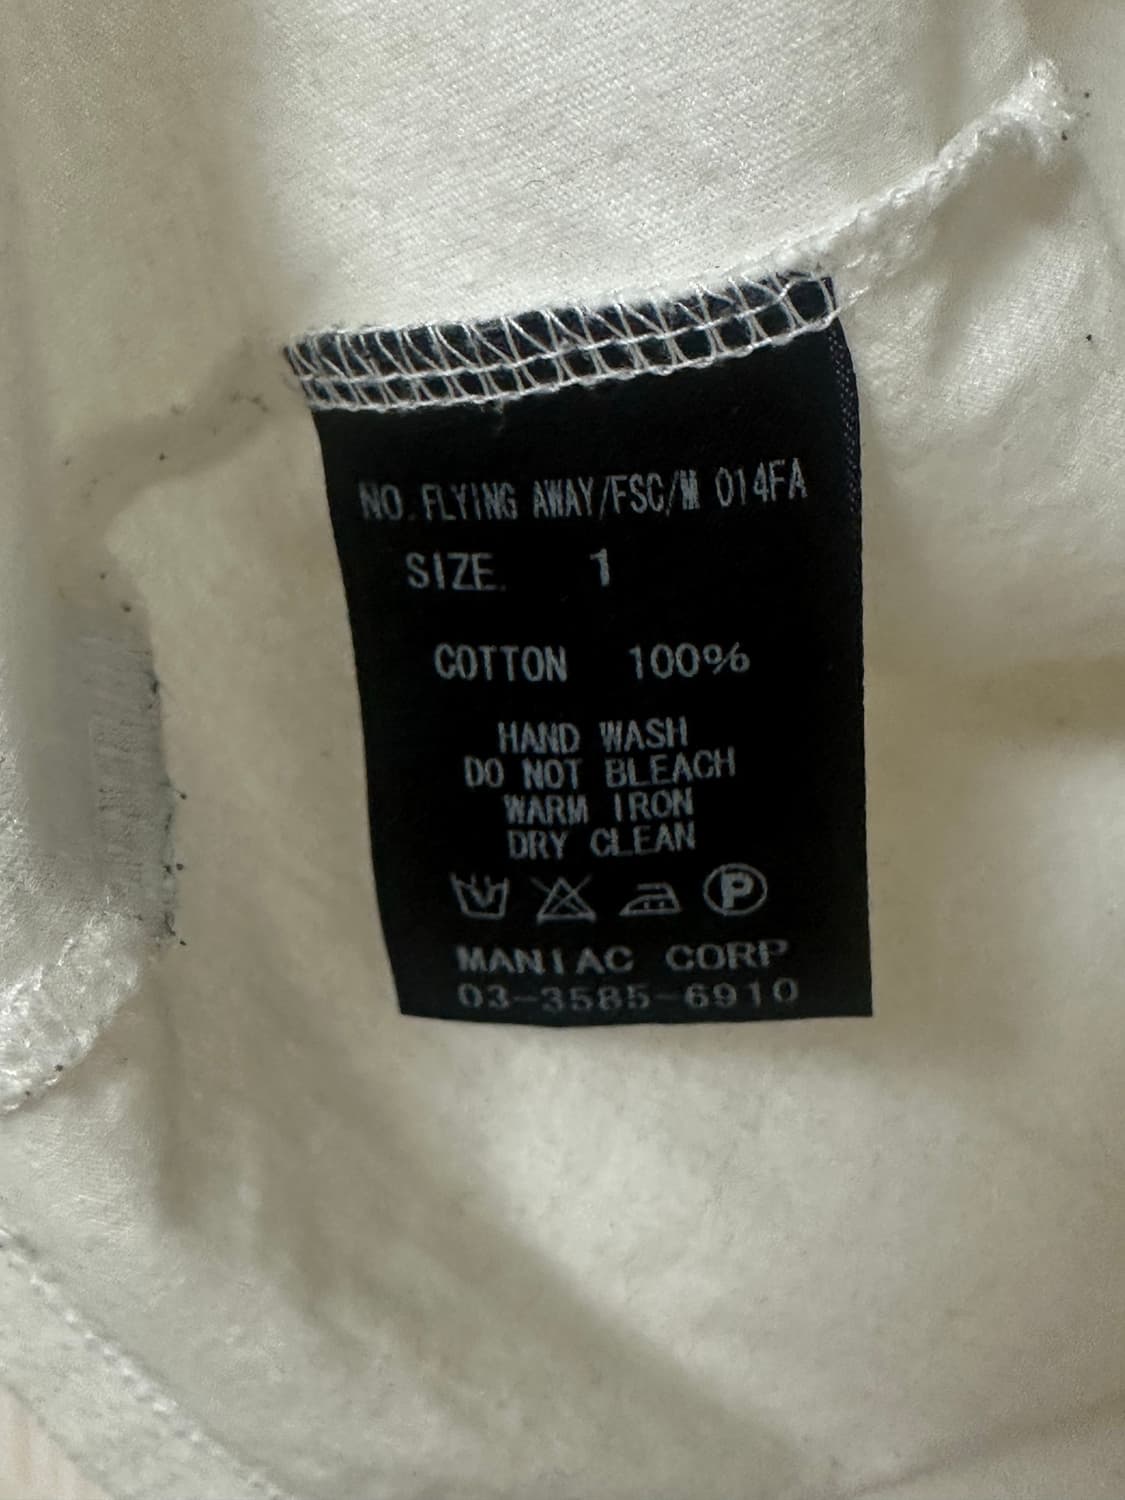 NO. FLYING AWAY/FSC/M 014FA
SIZE. 1
COTTON 100%
HAND WASH
DO NOT BLEACH
WARM IRON
DRY CLEAN
P
MANIAC CORP
03-3585-6910